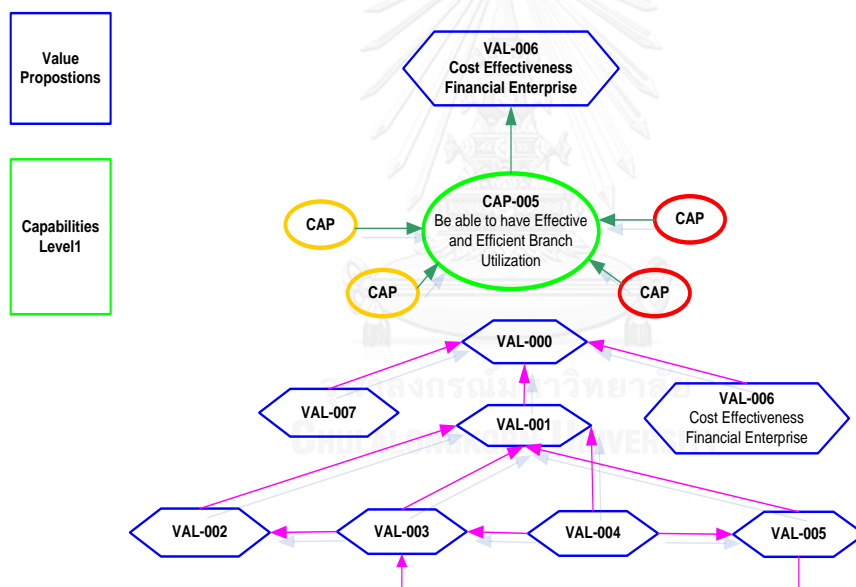 Value
Propostions
VAL-006
Cost Effectiveness
Financial Enterprise
Capabilities
Level1
CAP-005
Be able to have Effective
and Efficient Branch
Utilization
CAP
CAP
CAP
CAP
VAL-000
VAL-007
VAL-001
VAL-006
Cost Effectiveness
Financial Enterprise
VAL-002
VAL-003
VAL-004
VAL-005